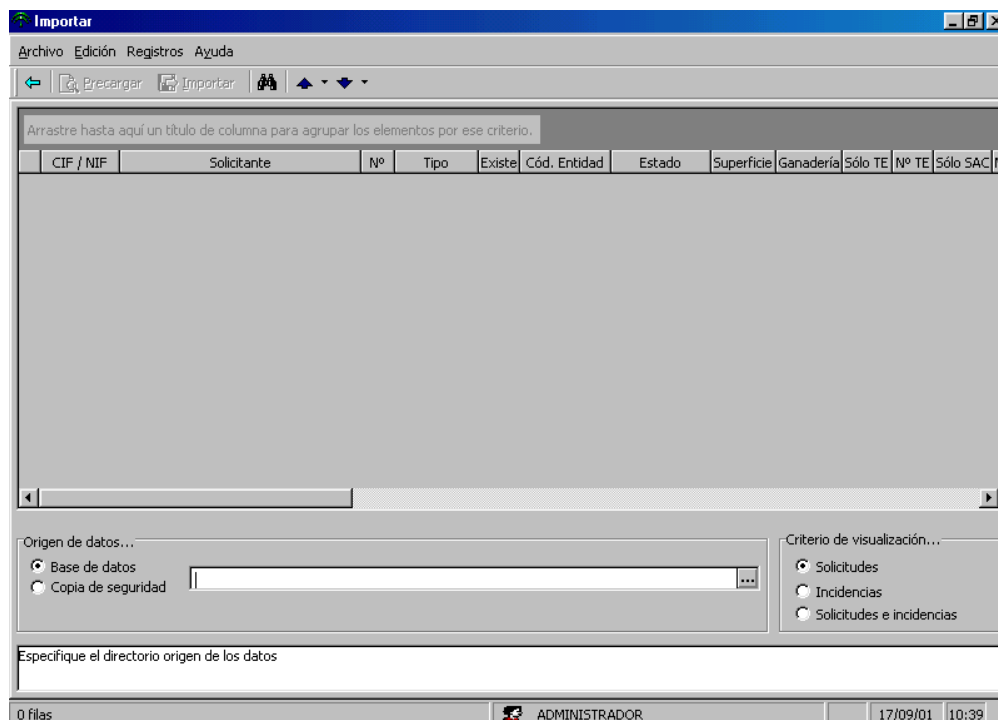 Importar
Archivo Edición Registros Ayuda
Precargar Importar
Arrastre hasta aquí un título de columna para agrupar los elementos por ese criterio.
CIF / NIF Solicitante Nº Tipo Existe Cód. Entidad Estado Superficie Ganadería Sólo TE Nº TE Sólo SAC
Origen de datos...
Base de datos
Copia de seguridad
...
Criterio de visualización...
Solicitudes
Incidencias
Solicitudes e incidencias
Especifique el directorio origen de los datos
0 filas ADMINISTRADOR 17/09/01 10:39